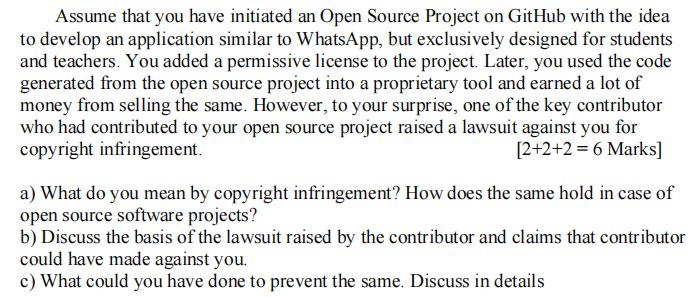 Assume that you have initiated an Open Source Project on GitHub with the idea
to develop an application similar to WhatsApp, but exclusively designed for students
and teachers. You added a permissive license to the project. Later, you used the code
generated from the open source project into a proprietary tool and earned a lot of
money from selling the same. However, to your surprise, one of the key contributor
who had contributed to your open source project raised a lawsuit against you for
copyright infringement. [2+2+2 = 6 Marks]
a) What do you mean by copyright infringement? How does the same hold in case of
open source software projects?
b) Discuss the basis of the lawsuit raised by the contributor and claims that contributor
could have made against you.
c) What could you have done to prevent the same. Discuss in details